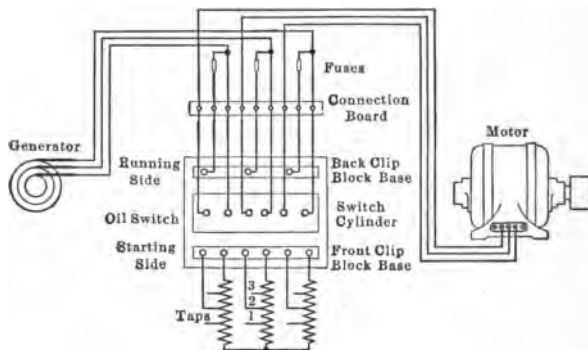 Fuses
Connection
Board
Generator
Motor
Running
Side
Back Clip
Block Base
Oil Switch
Switch
Cylinder
Starting
Side
Front Clip
Block Base
3
2
Taps
1